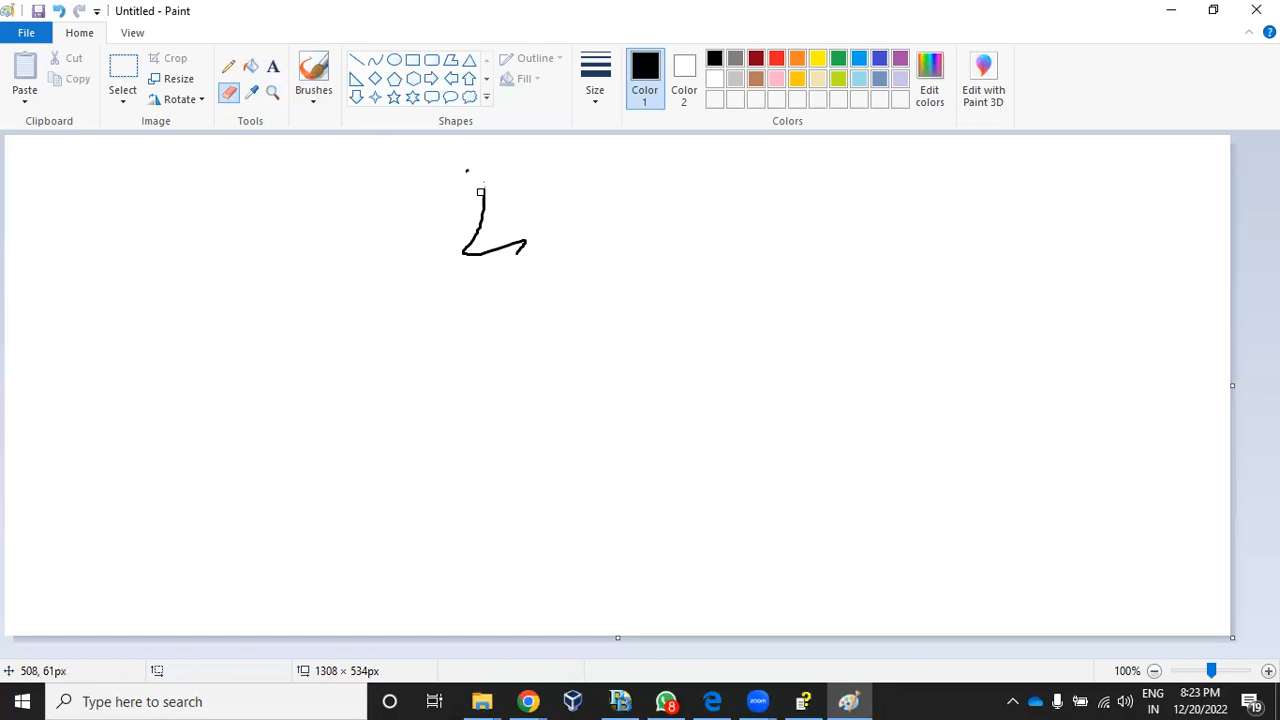 Untitled - Paint
File Home View
Paste Cut Copy Select Crop Resize Rotate A Brushes Outline Fill Size Color 1 Color 2 Edit colors Edit with Paint 3D
Clipboard Image Tools Shapes Colors
508, 61px 1308 × 534px 100%
Type here to search 8 ENG IN 8:23 PM 12/20/2022 19